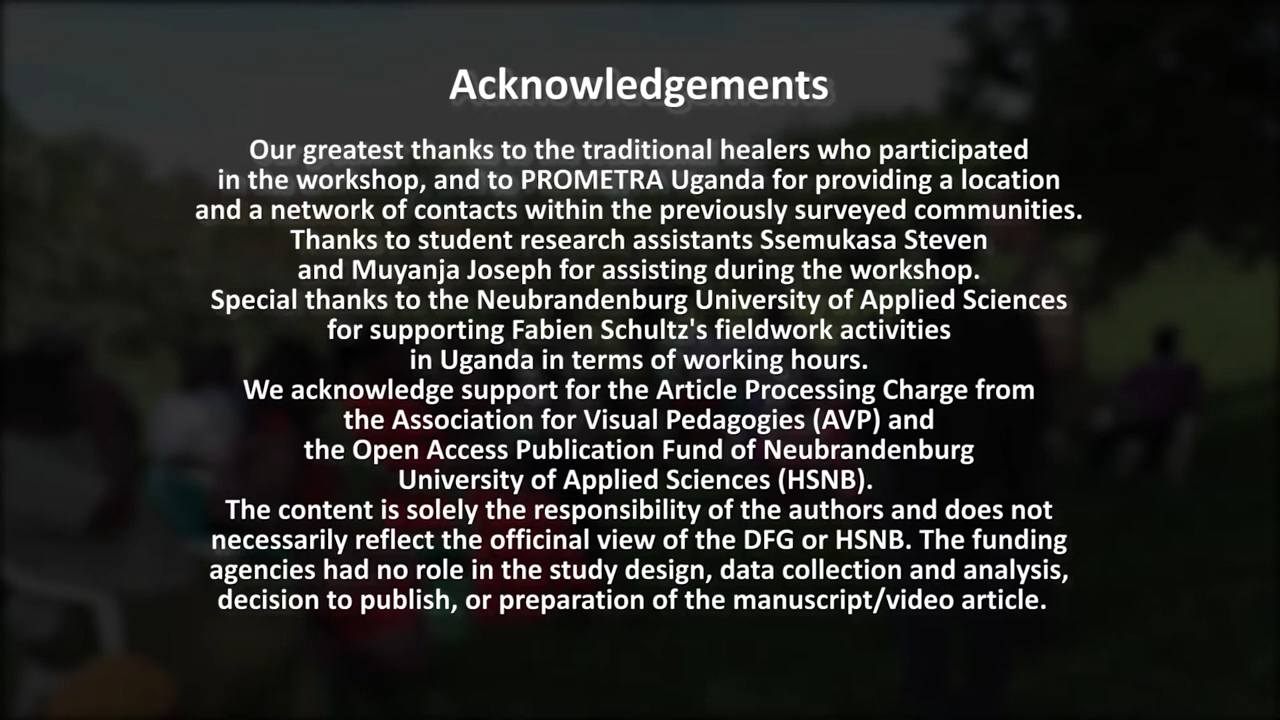 Acknowledgements
Our greatest thanks to the traditional healers who participated
in the workshop, and to PROMETRA Uganda for providing a location
and a network of contacts within the previously surveyed communities.
Thanks to student research assistants Ssemukasa Steven
and Muyanja Joseph for assisting during the workshop.
Special thanks to the Neubrandenburg University of Applied Sciences
for supporting Fabien Schultz's fieldwork activities
in Uganda in terms of working hours.
We acknowledge support for the Article Processing Charge from
the Association for Visual Pedagogies (AVP) and
the Open Access Publication Fund of Neubrandenburg
University of Applied Sciences (HSNB).
The content is solely the responsibility of the authors and does not
necessarily reflect the officinal view of the DFG or HSNB. The funding
agencies had no role in the study design, data collection and analysis,
decision to publish, or preparation of the manuscript/video article.